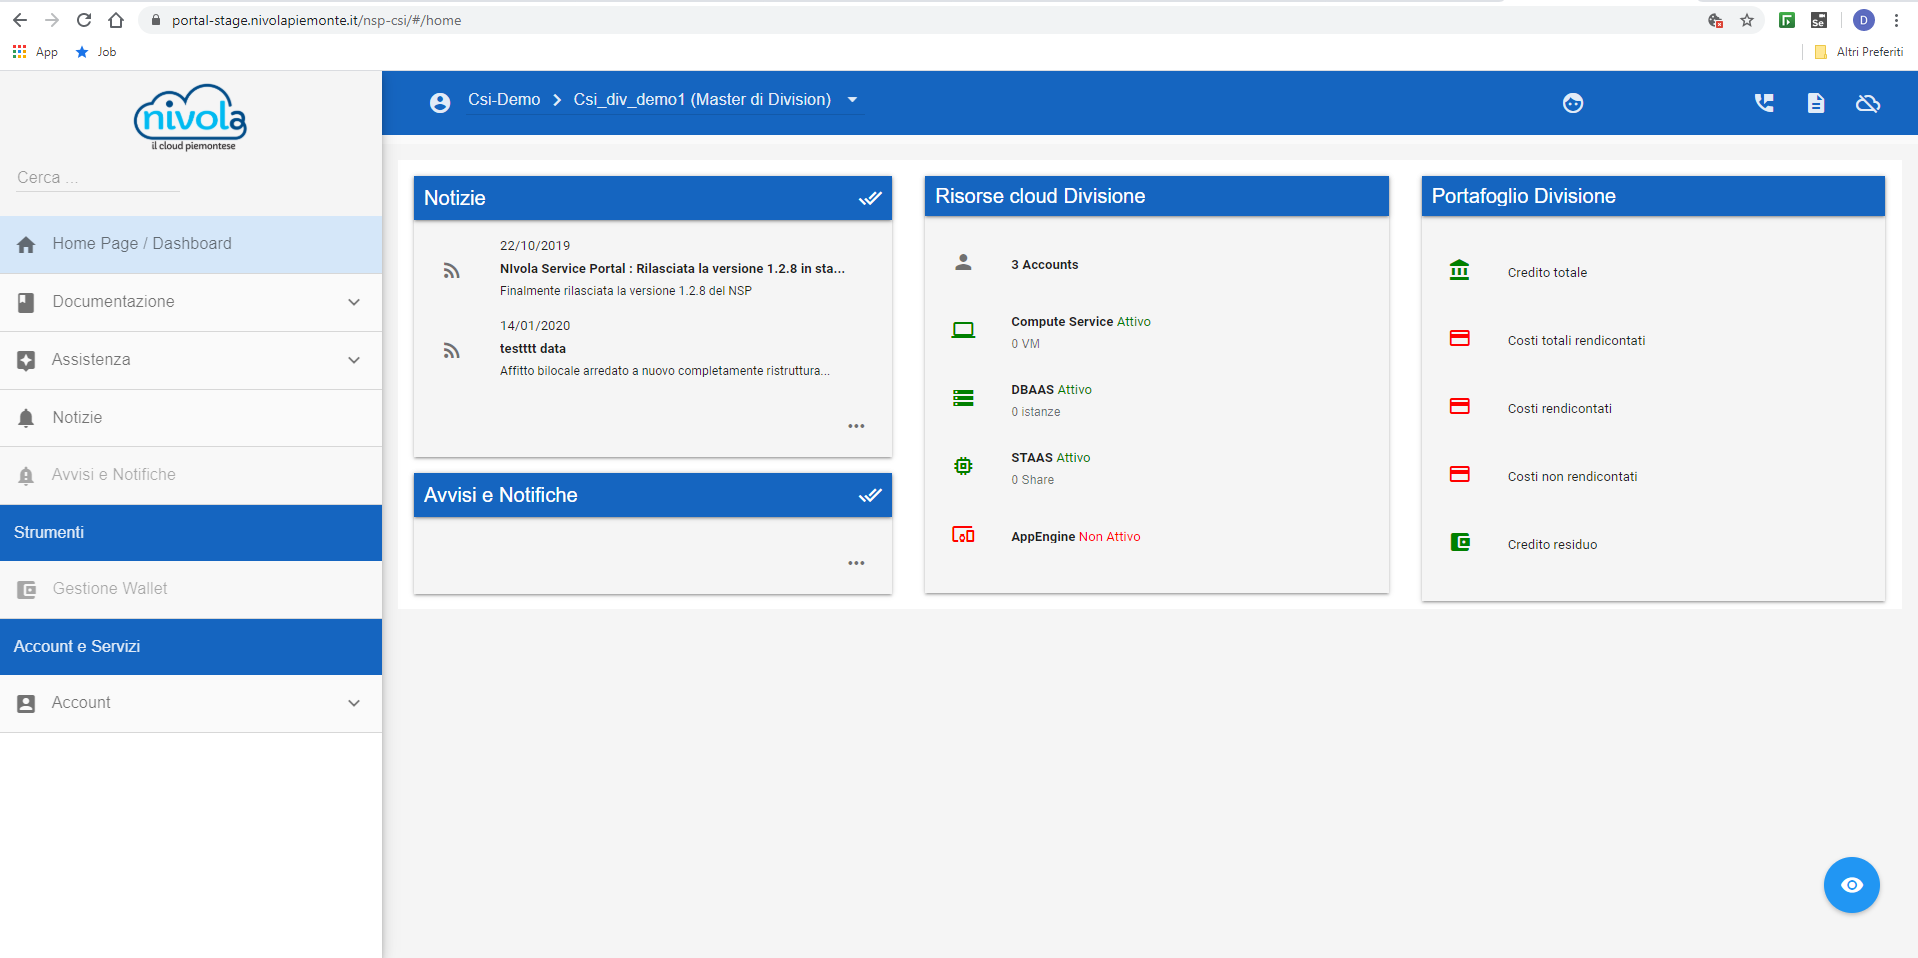 portal-stage.nivolapiemonte.it/nsp-csi/#/home
App
Job
Altri Preferiti
nivola
il cloud piemontese
Cerca ...
Home Page / Dashboard
Documentazione
Assistenza
Notizie
Avvisi e Notifiche
Strumenti
Gestione Wallet
Account e Servizi
Account
Csi-Demo
Csi_div_demo1 (Master di Division)
Notizie
22/10/2019
NIvola Service Portal : Rilasciata la versione 1.2.8 in sta...
Finalmente rilasciata la versione 1.2.8 del NSP
14/01/2020
testttt data
Affitto bilocale arredato a nuovo completamente ristruttura...
Avvisi e Notifiche
Risorse cloud Divisione
3 Accounts
Compute Service Attivo
0 VM
DBAAS Attivo
0 istanze
STAAS Attivo
0 Share
AppEngine Non Attivo
Portafoglio Divisione
Credito totale
Costi totali rendicontati
Costi rendicontati
Costi non rendicontati
Credito residuo
Se
D